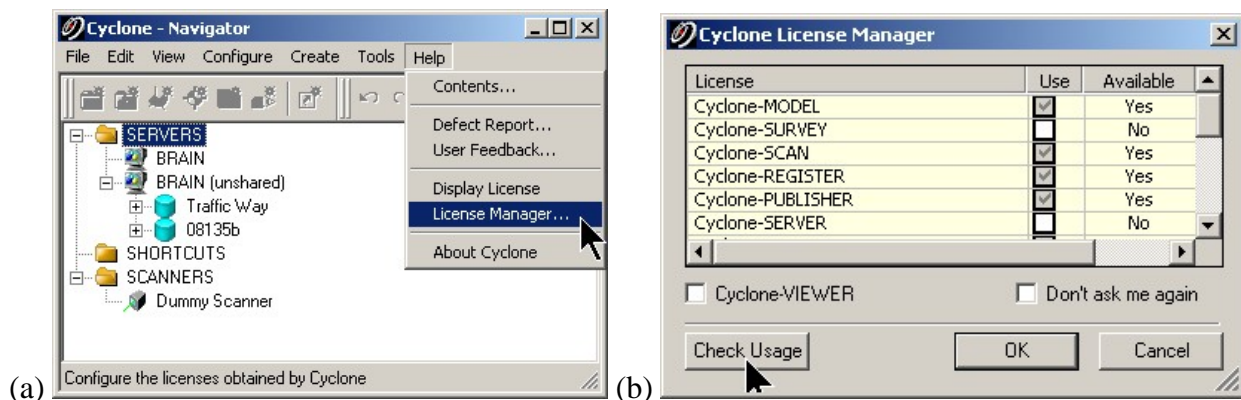 Cyclone - Navigator
File Edit View Configure Create Tools Help
Contents...
Defect Report...
User Feedback...
Display License
License Manager...
About Cyclone
SERVERS
BRAIN
BRAIN (unshared)
Traffic Way
08135b
SHORTCUTS
SCANNERS
Dummy Scanner
Configure the licenses obtained by Cyclone
(a)
Cyclone License Manager
License Use Available
Cyclone-MODEL Yes
Cyclone-SURVEY No
Cyclone-SCAN Yes
Cyclone-REGISTER Yes
Cyclone-PUBLISHER Yes
Cyclone-SERVER No
Cyclone-VIEWER Don't ask me again
Check Usage OK Cancel
(b)